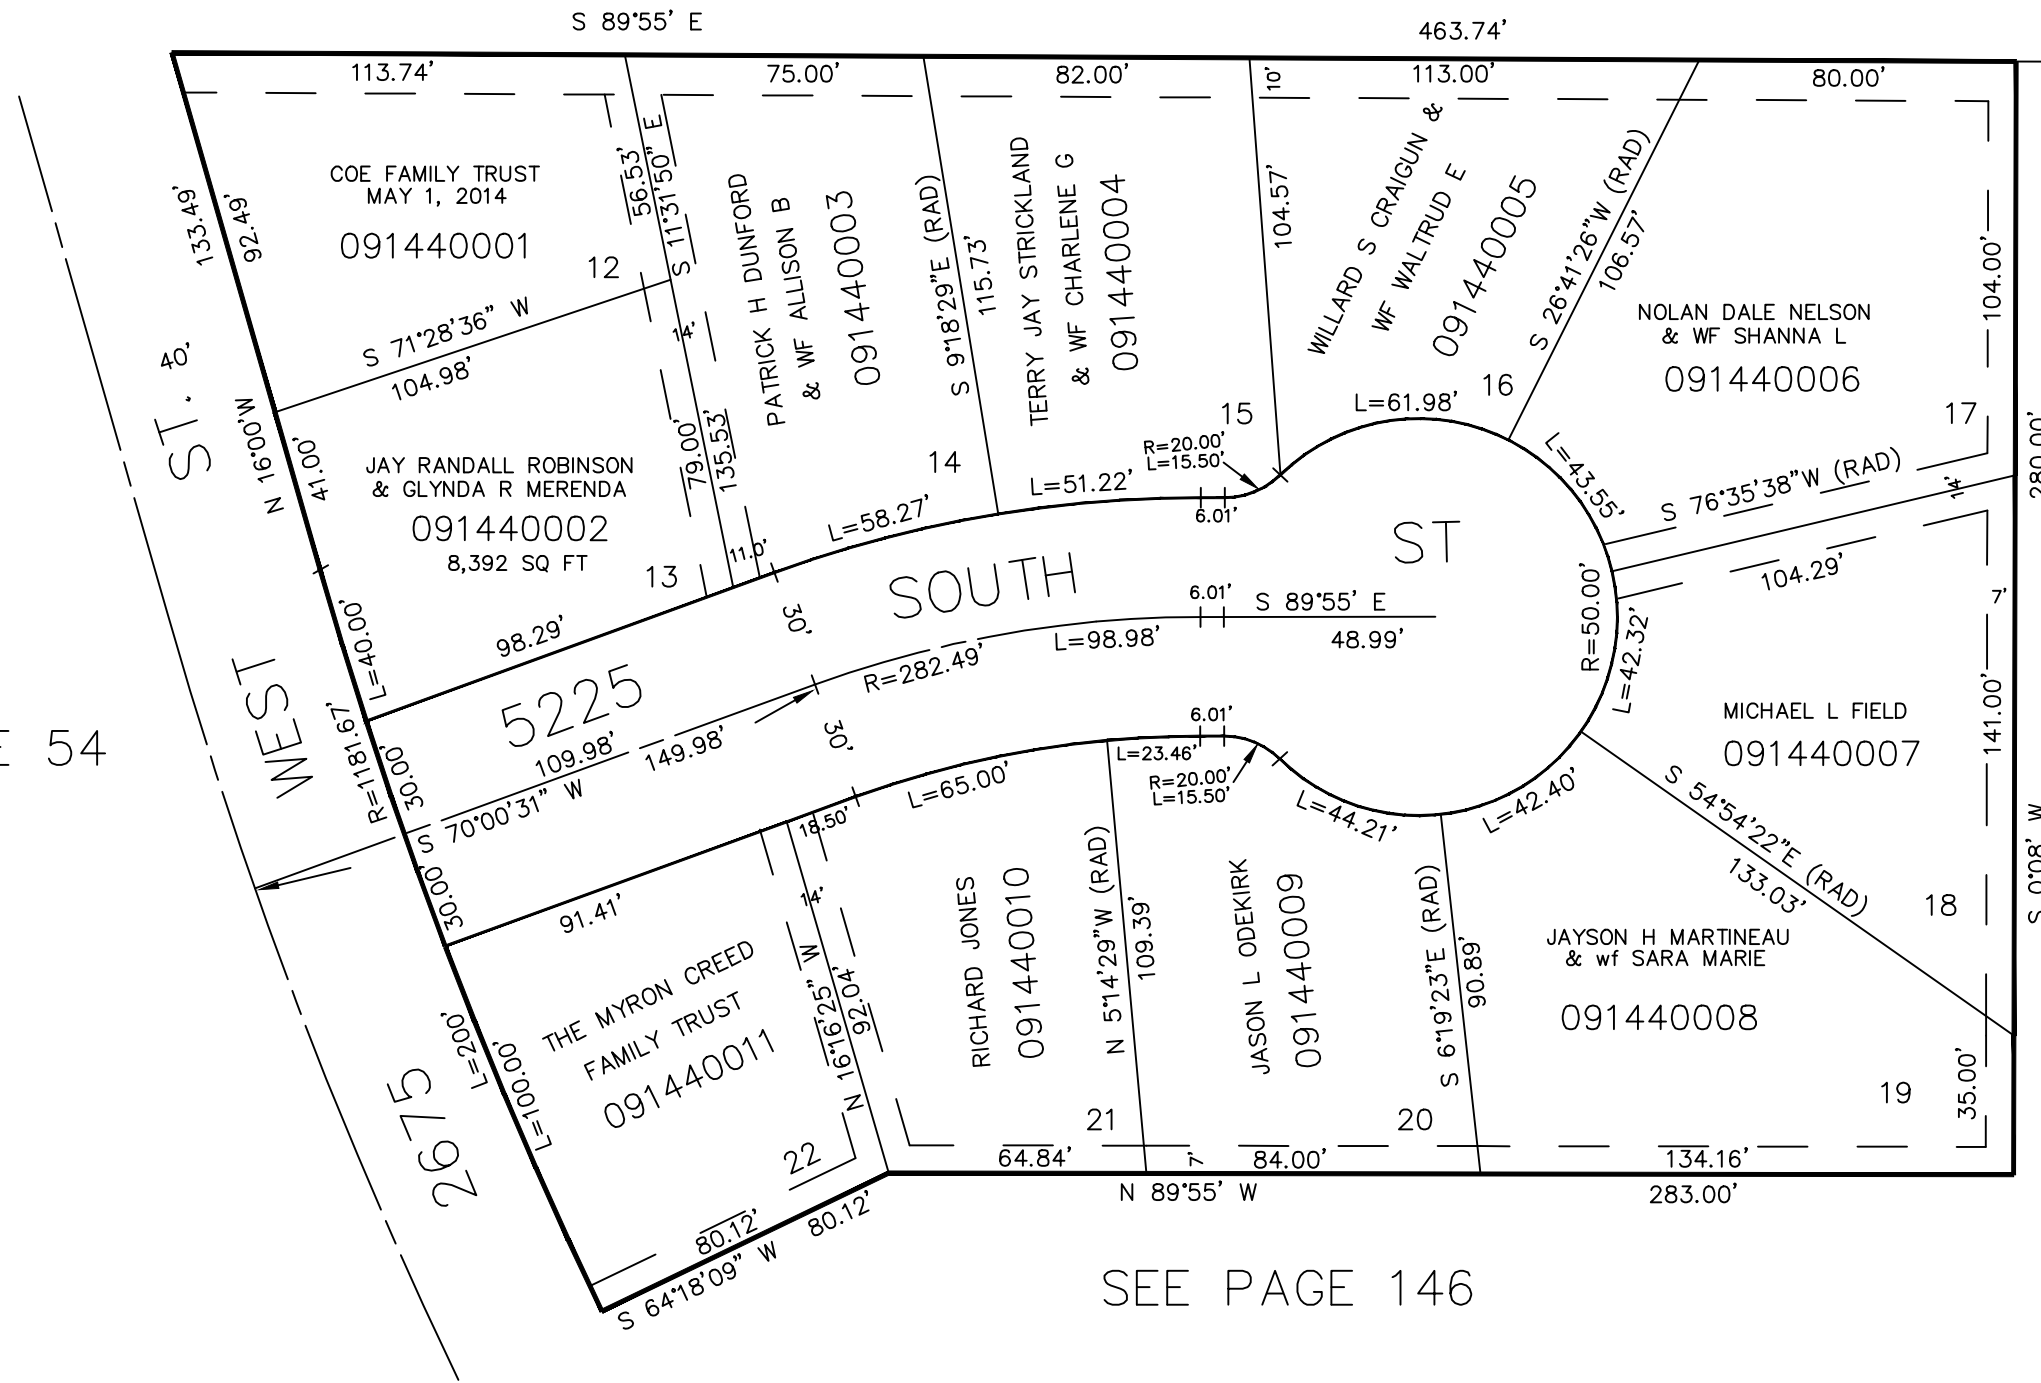 S 89°55' E
463.74'
113.74'
75.00'
82.00'
10'
113.00'
80.00'
133.49'
92.49'
COE FAMILY TRUST
MAY 1, 2014
091440001
12
56.53'
S 11°31'50" E
PATRICK H DUNFORD
& WF ALLISON B
091440003
S 9°18'29"E (RAD)
115.73'
TERRY JAY STRICKLAND
& WF CHARLENE G
091440004
104.57'
WILLARD S CRAIGUN &
WF WALTRUD E
091440005
S 26°41'26"W (RAD)
106.57'
104.00'
NOLAN DALE NELSON
& WF SHANNA L
091440006
17
280.00'
S 71°28'36" W
104.98'
14'
ST. 40'
N 16°00'W
41.00'
JAY RANDALL ROBINSON
& GLYNDA R MERENDA
091440002
8,392 SQ FT
13
79.00'
135.53'
11.0'
14
L=58.27'
L=51.22'
15
R=20.00'
L=15.50'
6.01'
L=61.98'
16
L=43.55'
S 76°35'38"W (RAD)
14'
104.29'
7'
SOUTH
ST
L=40.00'
98.29'
30'
6.01'
S 89°55' E
48.99'
R=50.00'
L=42.32'
E 54
WEST
R=1181.67'
30.00'
5225
109.98'
149.98'
R=282.49'
L=98.98'
30'
S 70°00'31" W
MICHAEL L FIELD
091440007
141.00'
S 0°08' W
6.01'
L=23.46'
R=20.00'
L=15.50'
L=65.00'
18.50'
L=44.21'
L=42.40'
S 54°54'22"E (RAD)
133.03'
18
30.00'
91.41'
14'
THE MYRON CREED
FAMILY TRUST
091440011
N 16°16'25" W
92.04'
22
RICHARD JONES
091440010
N 5°14'29"W (RAD)
109.39'
21
JASON L ODEKIRK
091440009
S 6°19'23"E (RAD)
90.89'
20
JAYSON H MARTINEAU
& wf SARA MARIE
091440008
19
35.00'
2675
L=200'
L=100.00'
64.84'
7'
84.00'
134.16'
N 89°55' W
283.00'
80.12'
80.12'
S 64°18'09" W
SEE PAGE 146